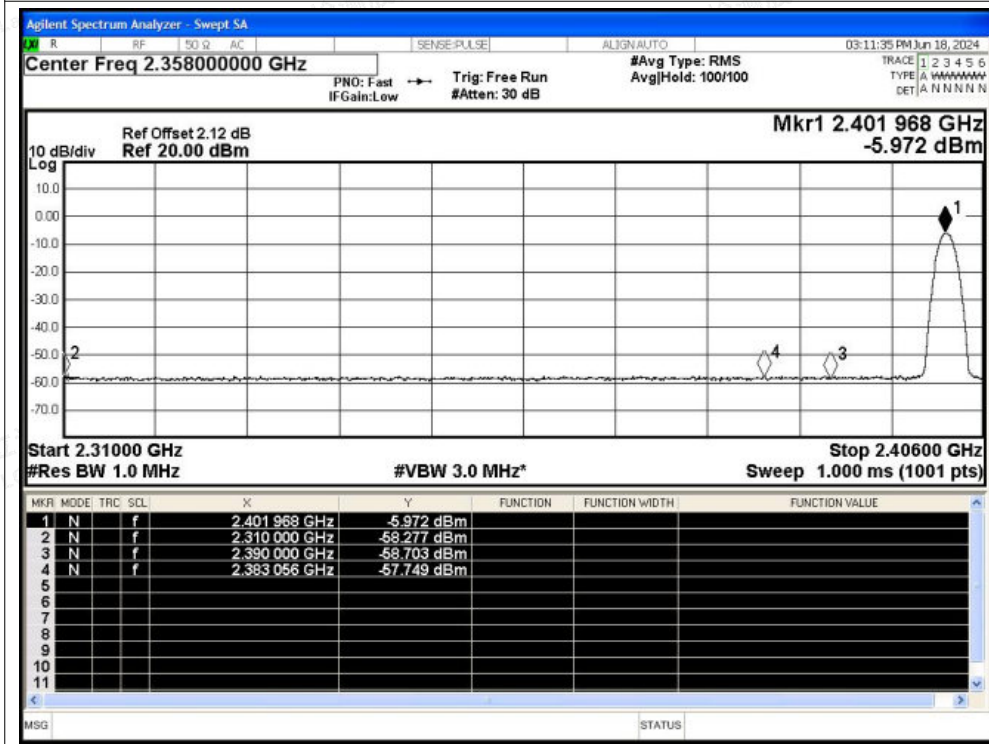 Agilent Spectrum Analyzer - Swept SA
LXI R RF 50 Ω AC SENSE:PULSE ALIGN AUTO 03:11:35 PM Jun 18, 2024
Center Freq 2.358000000 GHz
PNO: Fast
IFGain:Low
Trig: Free Run
#Atten: 30 dB
#Avg Type: RMS
Avg|Hold: 100/100
TRACE 1 2 3 4 5 6
TYPE A WWWWW
DET A N N N N N
Ref Offset 2.12 dB
10 dB/div Ref 20.00 dBm
Log
Mkr1 2.401 968 GHz
-5.972 dBm
10.0
0.00
-10.0
-20.0
-30.0
-40.0
-50.0
-60.0
-70.0
1
2
4
3
Start 2.31000 GHz Stop 2.40600 GHz
#Res BW 1.0 MHz #VBW 3.0 MHz* Sweep 1.000 ms (1001 pts)
MKR MODE TRC SCL X Y FUNCTION FUNCTION WIDTH FUNCTION VALUE
1 N f 2.401 968 GHz -5.972 dBm
2 N f 2.310 000 GHz -58.277 dBm
3 N f 2.390 000 GHz -58.703 dBm
4 N f 2.383 056 GHz -57.749 dBm
5
6
7
8
9
10
11
MSG STATUS